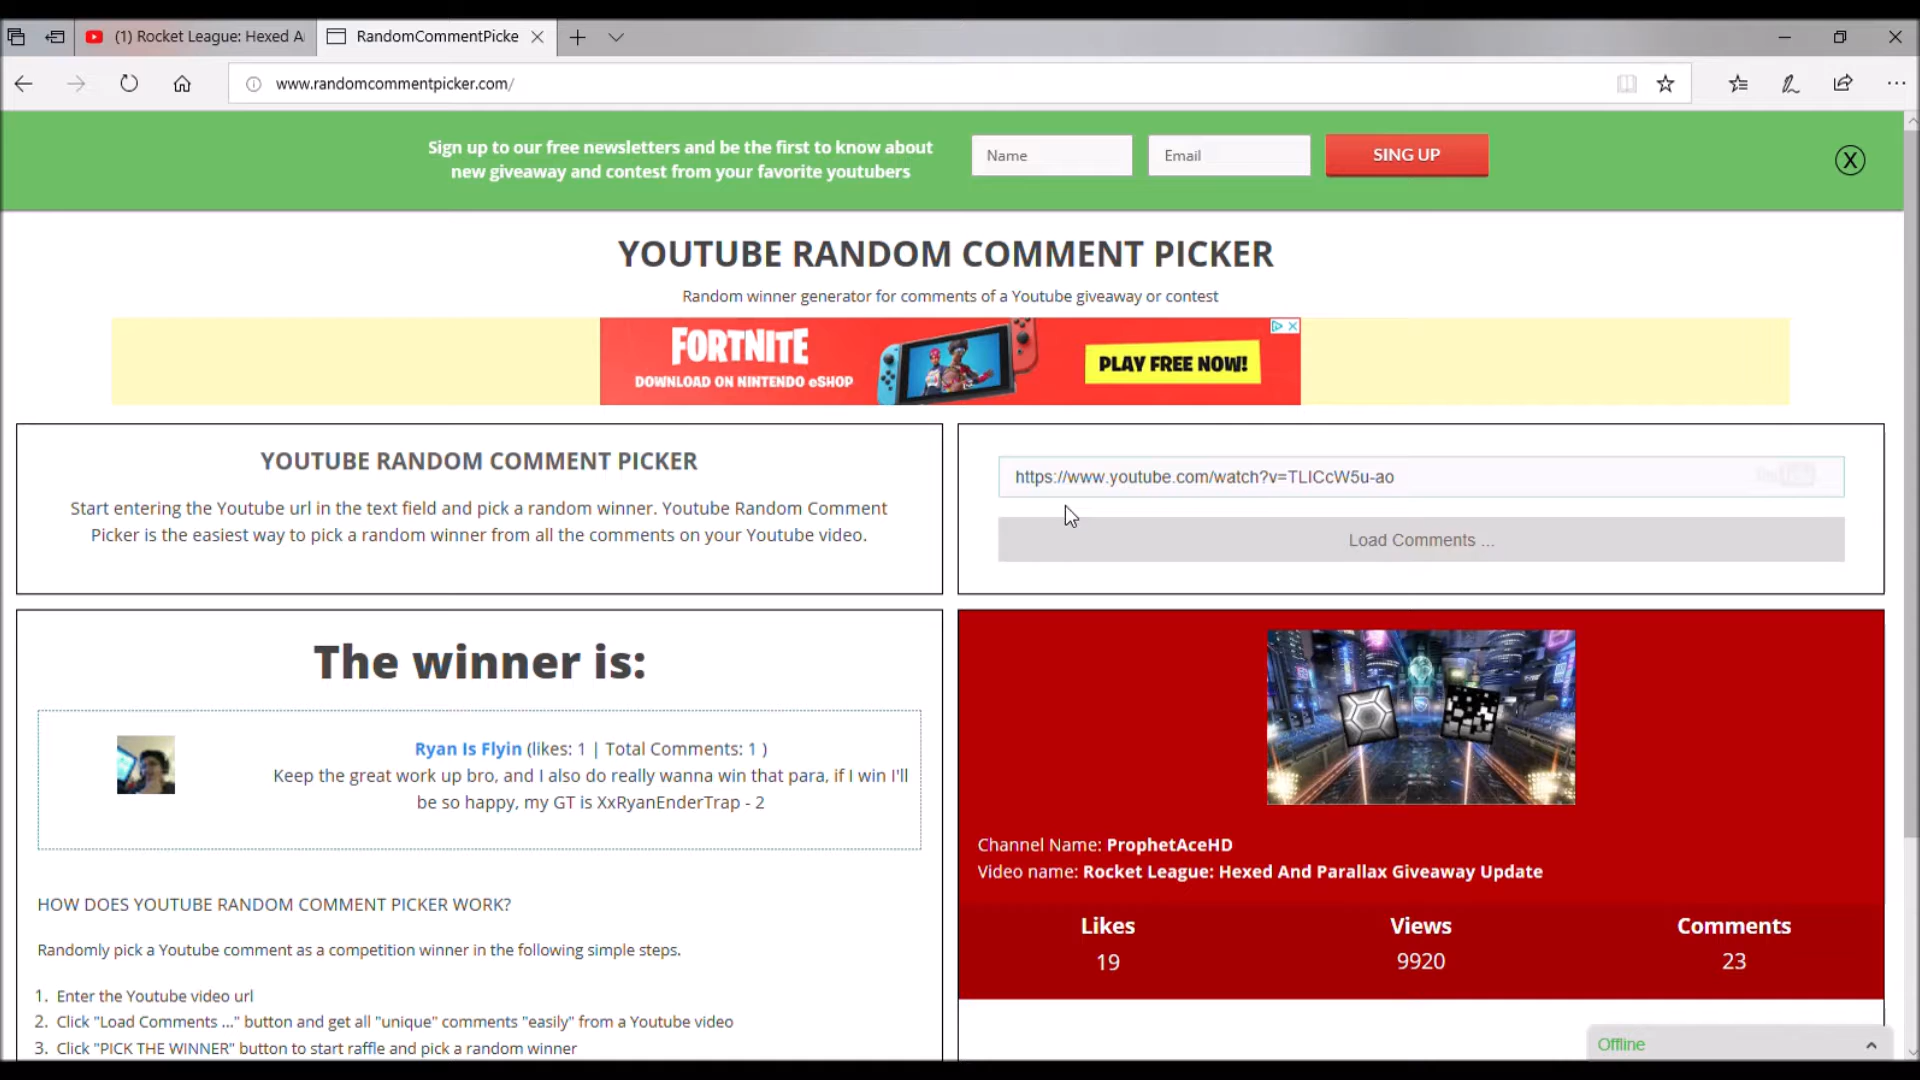 (1) Rocket League: Hexed A
RandomCommentPicke
www.randomcommentpicker.com/
Sign up to our free newsletters and be the first to know about
new giveaway and contest from your favorite youtubers
Name
Email
SING UP
X
YOUTUBE RANDOM COMMENT PICKER
Random winner generator for comments of a Youtube giveaway or contest
FORTNITE
DOWNLOAD ON NINTENDO eSHOP
PLAY FREE NOW!
YOUTUBE RANDOM COMMENT PICKER
Start entering the Youtube url in the text field and pick a random winner. Youtube Random Comment
Picker is the easiest way to pick a random winner from all the comments on your Youtube video.
https://www.youtube.com/watch?v=TLICcW5u-ao
Load Comments ...
The winner is:
Ryan Is Flyin (likes: 1 | Total Comments: 1 )
Keep the great work up bro, and I also do really wanna win that para, if I win I'll
be so happy, my GT is XxRyanEnderTrap - 2
HOW DOES YOUTUBE RANDOM COMMENT PICKER WORK?
Randomly pick a Youtube comment as a competition winner in the following simple steps.
1. Enter the Youtube video url
2. Click "Load Comments ..." button and get all "unique" comments "easily" from a Youtube video
3. Click "PICK THE WINNER" button to start raffle and pick a random winner
Channel Name: ProphetAceHD
Video name: Rocket League: Hexed And Parallax Giveaway Update
Likes
Views
Comments
19
9920
23
Offline